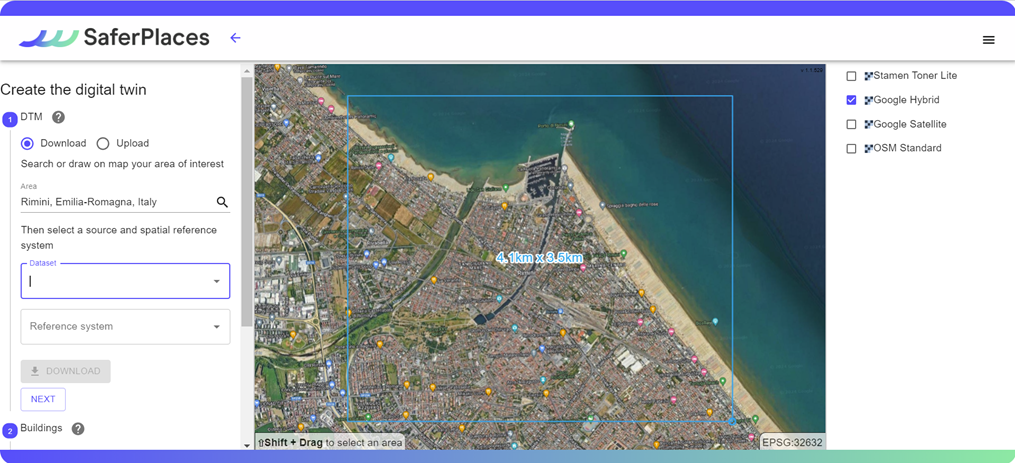 SaferPlaces
Create the digital twin
1
DTM ?
Download
Upload
Search or draw on map your area of interest
Area
Rimini, Emilia-Romagna, Italy
Then select a source and spatial reference
system
Dataset
Reference system
DOWNLOAD
NEXT
2
Buildings ?
4.1km x 3.5km
⇧Shift + Drag to select an area
EPSG:32632
Stamen Toner Lite
Google Hybrid
Google Satellite
OSM Standard